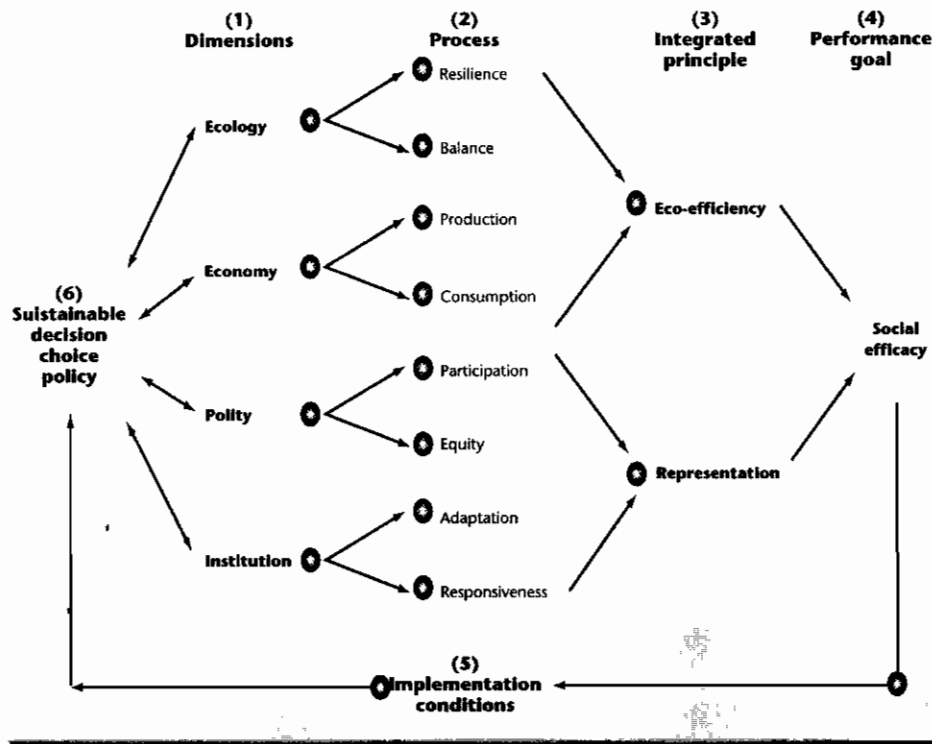 (1)
Dimensions
(2)
Process
(3)
Integrated
principle
(4)
Performance
goal
Resilience
Ecology
Balance
Production
Eco-efficiency
Economy
Consumption
(6)
Suistainable
decision
choice
policy
Social
efficacy
Participation
Polity
Equity
Representation
Adaptation
Institution
Responsiveness
(5)
Implementation
conditions